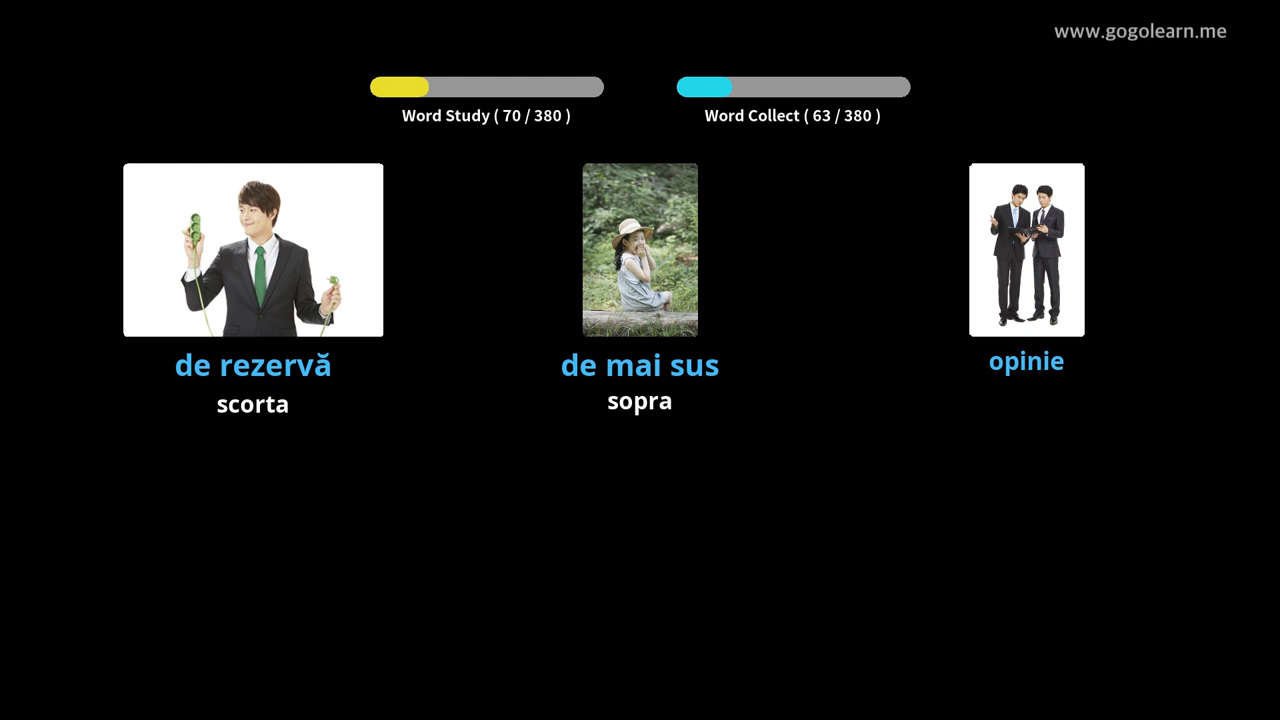 www.gogolearn.me
Word Study ( 70 / 380 )
Word Collect ( 63 / 380 )
de rezervă
scorta
de mai sus
sopra
opinie